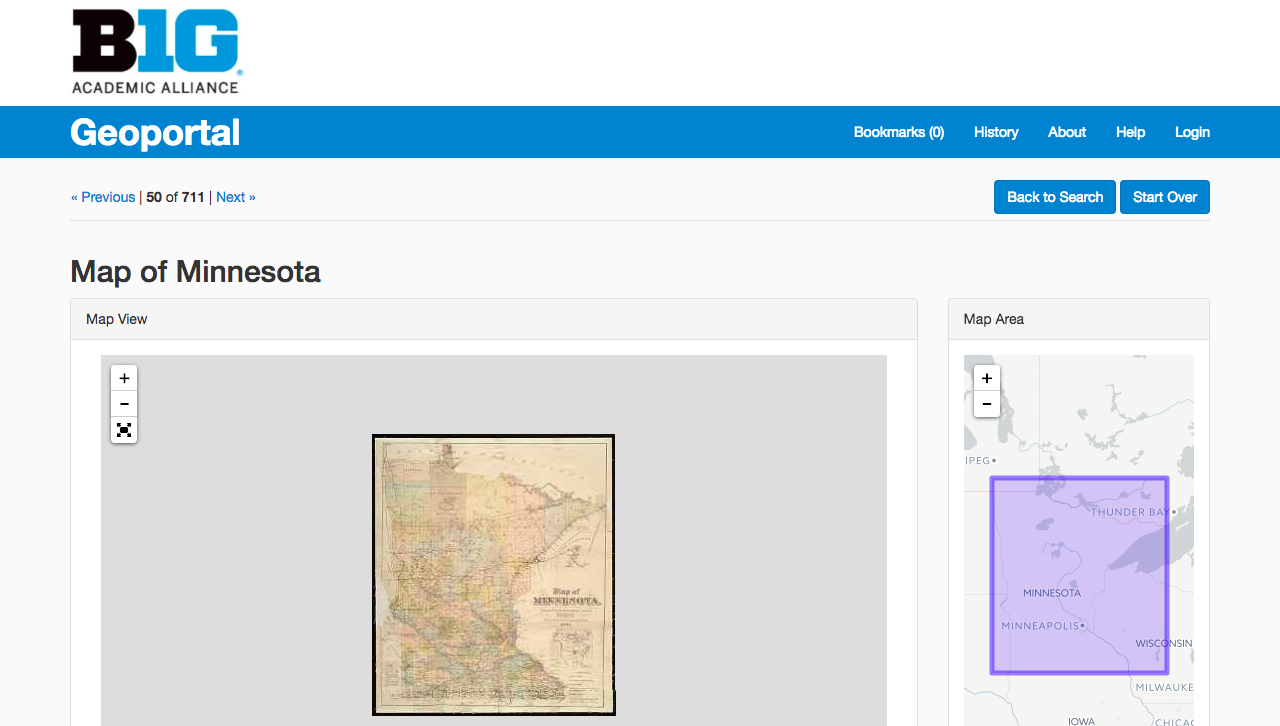 B1G
ACADEMIC ALLIANCE
Geoportal
Bookmarks (0) History About Help Login
« Previous | 50 of 711 | Next »
Back to Search Start Over
Map of Minnesota
Map View
Map Area
+
−
+
−
Map of
MINNESOTA.
IPEG
THUNDER BAY
MINNESOTA
MINNEAPOLIS
WISCONSIN
MILWAUKE
IOWA
CHICAG